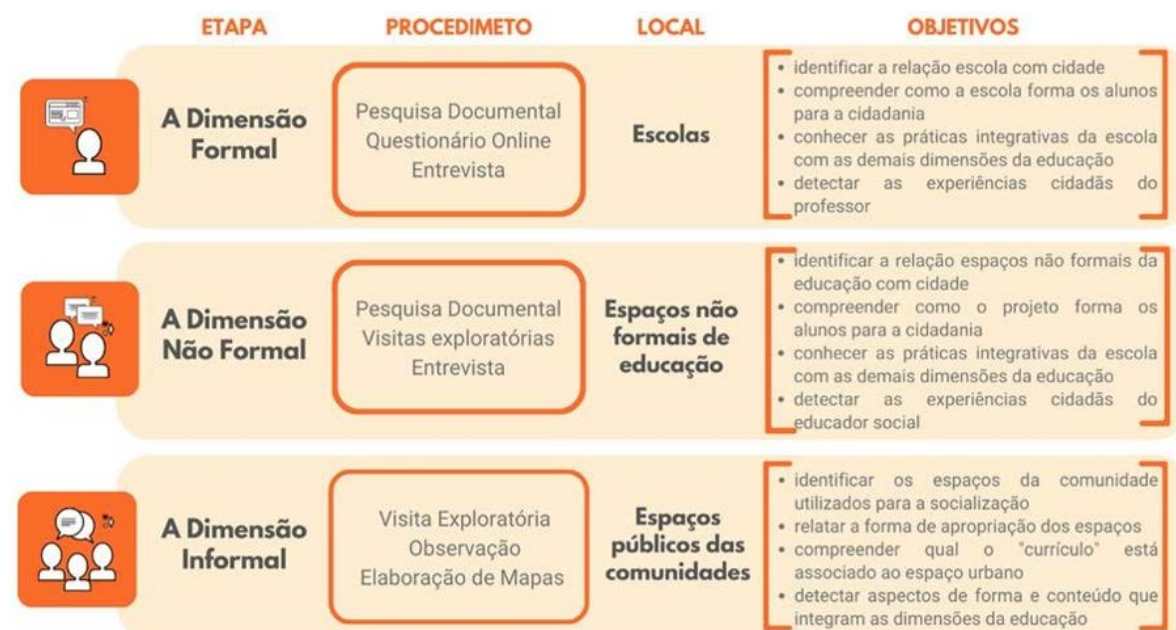 ETAPA PROCEDIMETO LOCAL OBJETIVOS
A Dimensão
Formal
Pesquisa Documental
Questionário Online
Entrevista
Escolas
• identificar a relação escola com cidade
• compreender como a escola forma os alunos
para a cidadania
• conhecer as práticas integrativas da escola
com as demais dimensões da educação
• detectar as experiências cidadãs do
professor
A Dimensão
Não Formal
Pesquisa Documental
Visitas exploratórias
Entrevista
Espaços não
formais de
educação
• identificar a relação espaços não formais da
educação com cidade
• compreender como o projeto forma os
alunos para a cidadania
• conhecer as práticas integrativas da escola
com as demais dimensões da educação
• detectar as experiências cidadãs do
educador social
A Dimensão
Informal
Visita Exploratória
Observação
Elaboração de Mapas
Espaços
públicos das
comunidades
• identificar os espaços da comunidade
utilizados para a socialização
• relatar a forma de apropriação dos espaços
• compreender qual o "currículo" está
associado ao espaço urbano
• detectar aspectos de forma e conteúdo que
integram as dimensões da educação